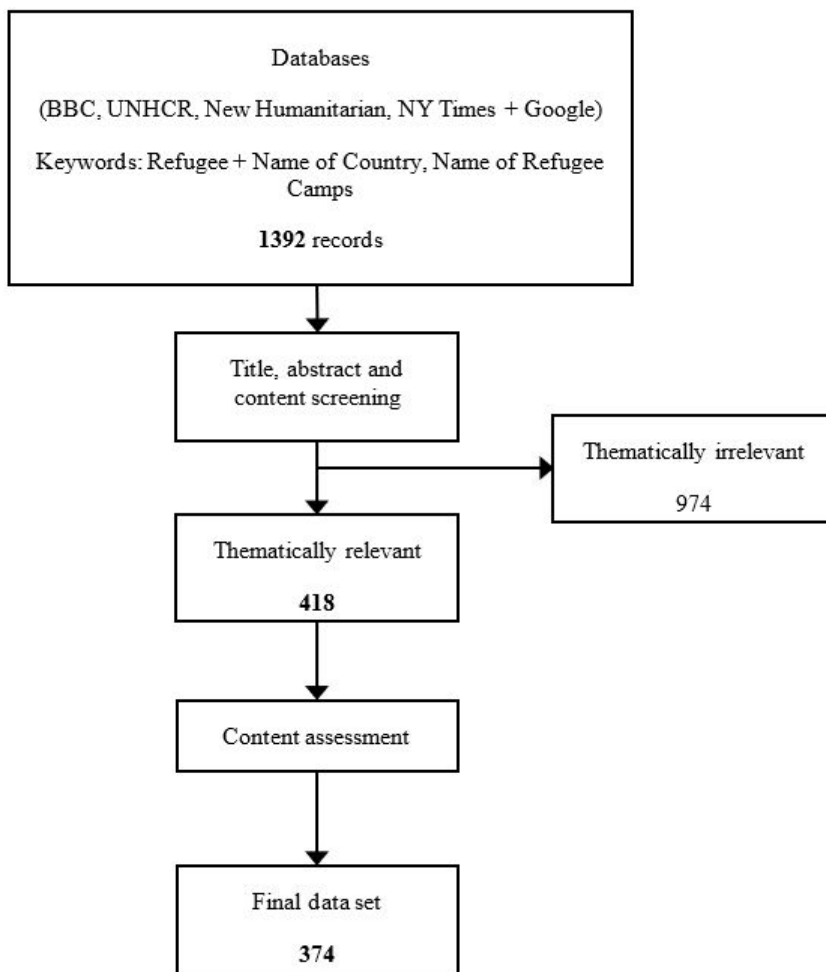 Databases
(BBC, UNHCR, New Humanitarian, NY Times + Google)
Keywords: Refugee + Name of Country, Name of Refugee
Camps
1392 records
Title, abstract and
content screening
Thematically irrelevant
974
Thematically relevant
418
Content assessment
Final data set
374